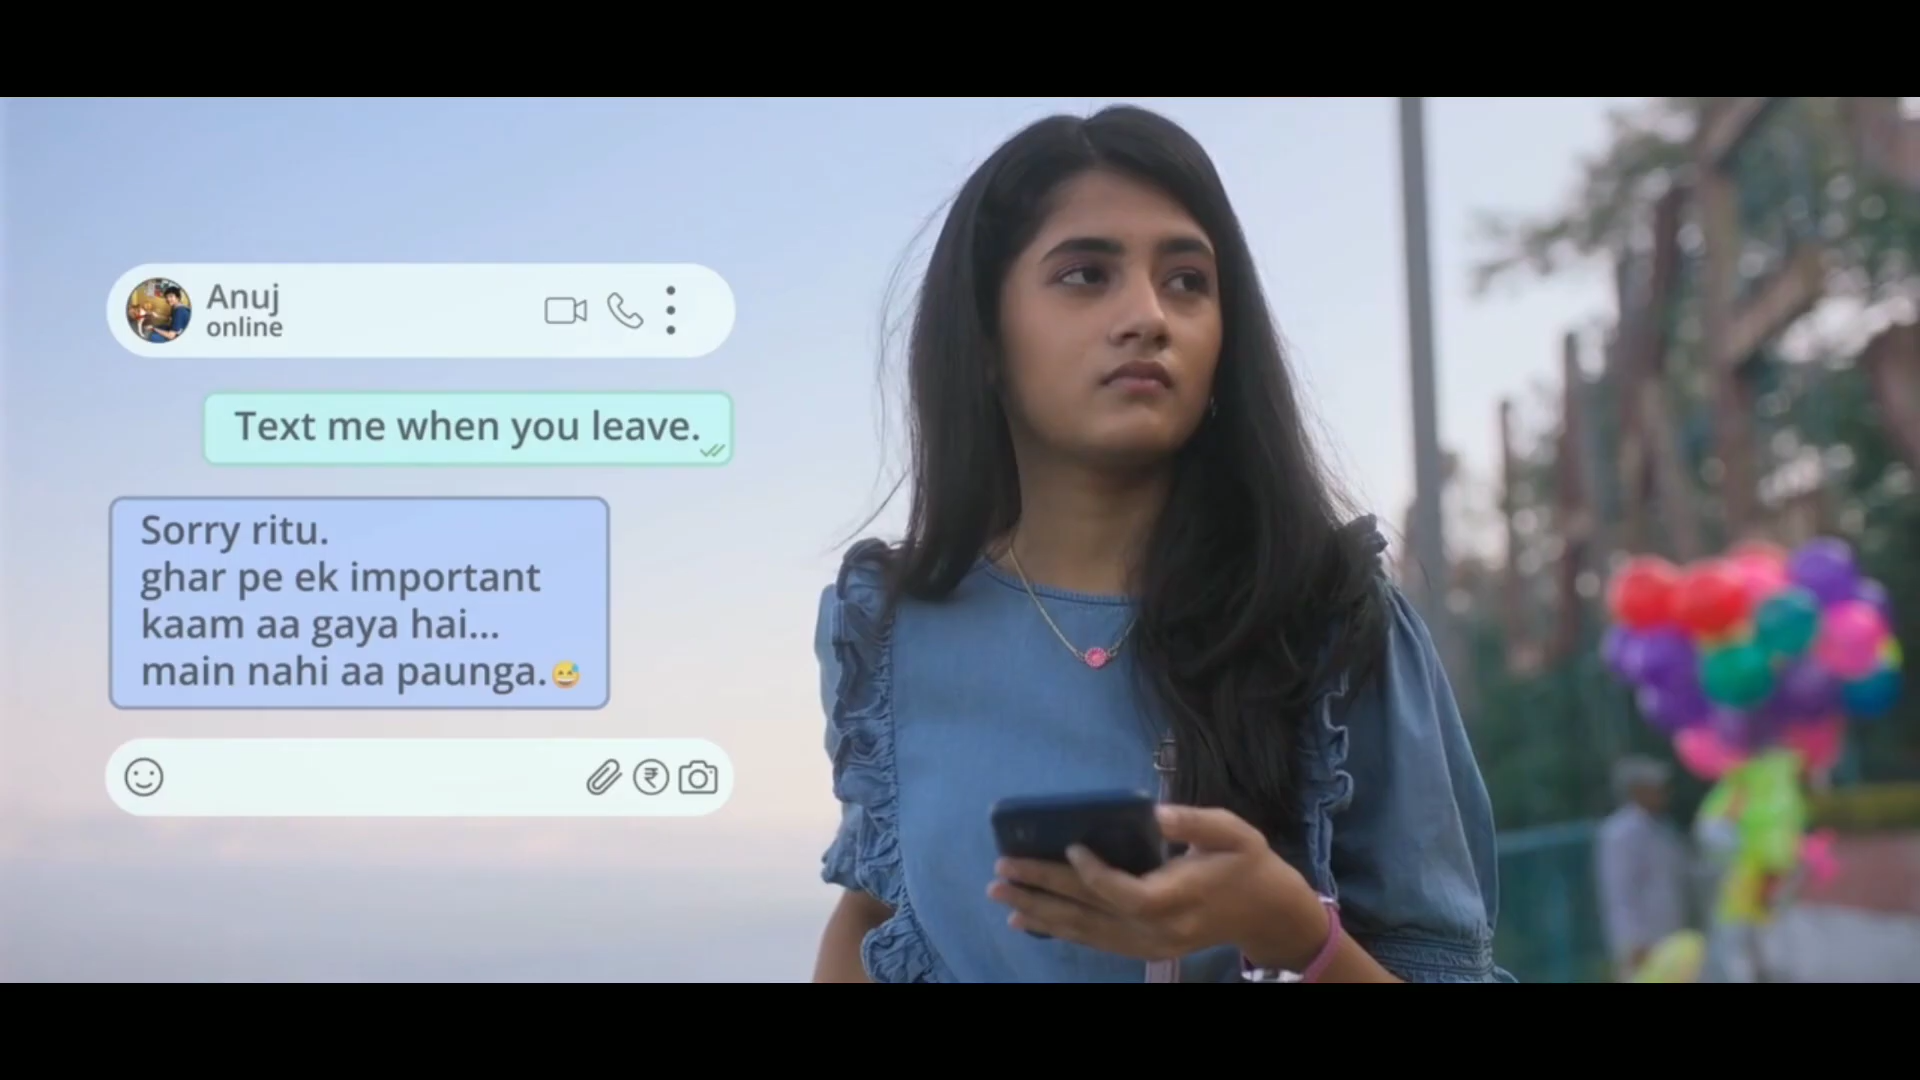 Anuj
online
Text me when you leave.
Sorry ritu.
ghar pe ek important
kaam aa gaya hai...
main nahi aa paunga.😅